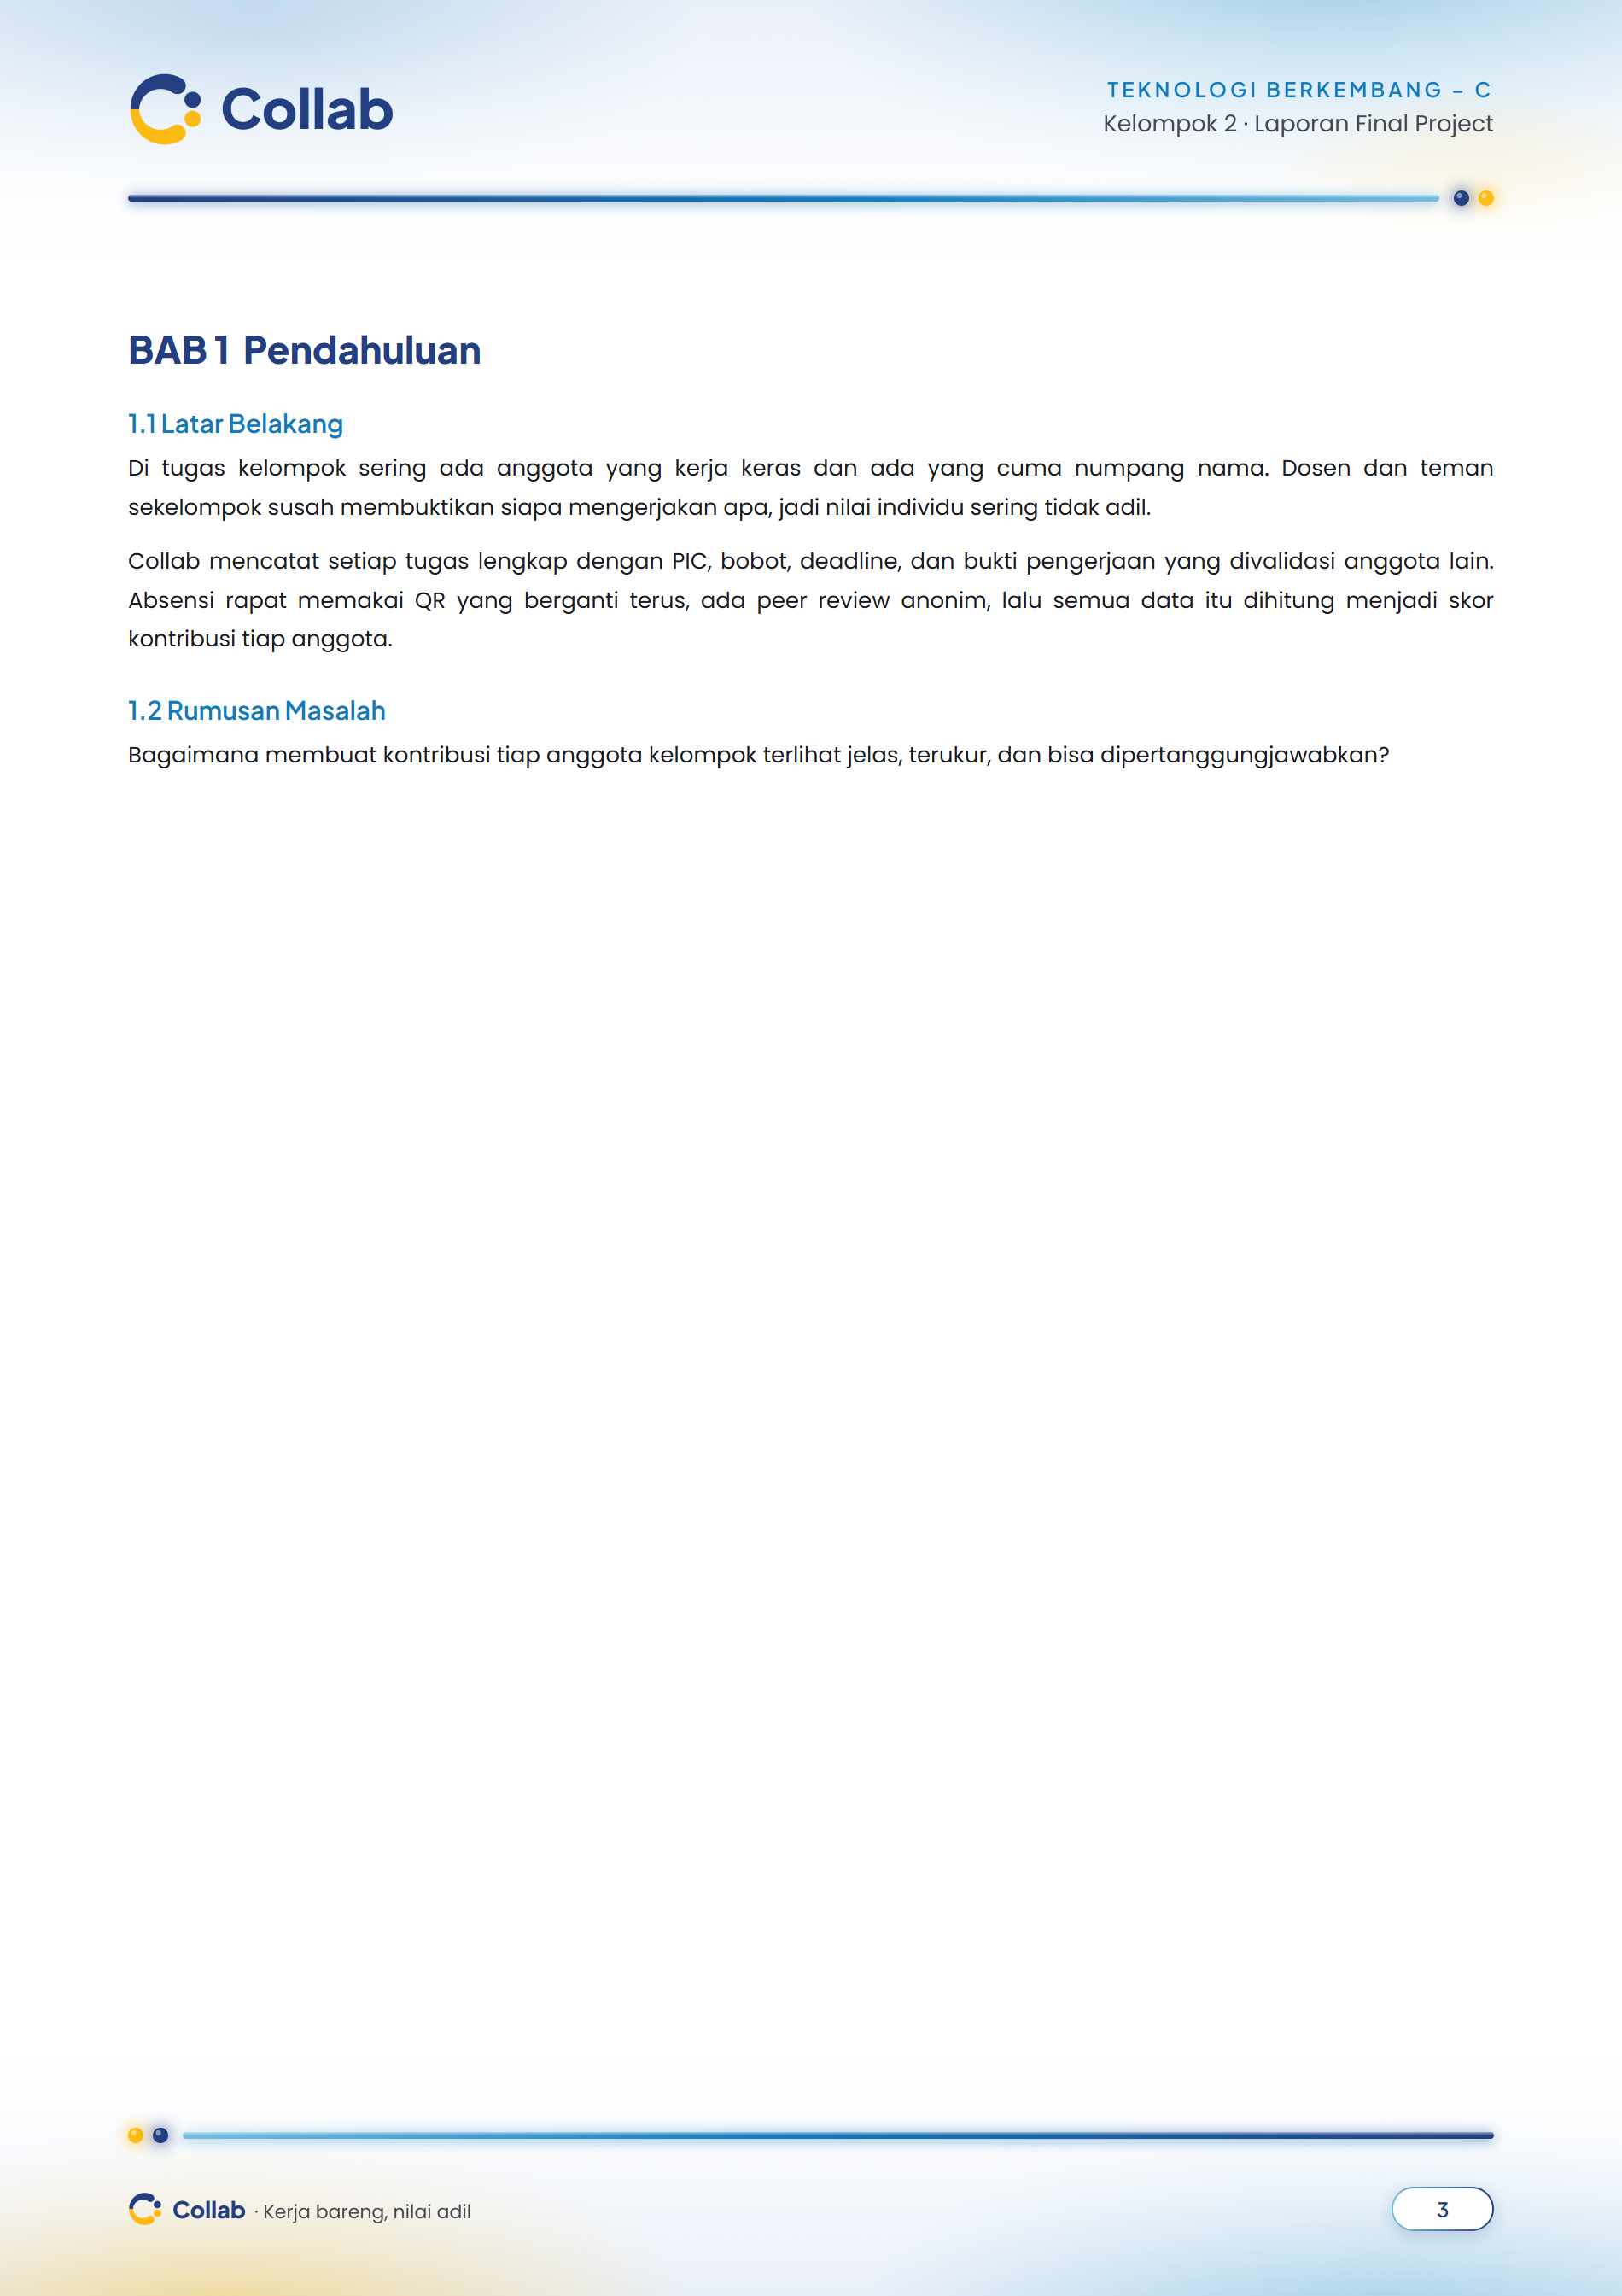 Collab
TEKNOLOGI BERKEMBANG – C
Kelompok 2 · Laporan Final Project
BAB 1 Pendahuluan
1.1 Latar Belakang
Di tugas kelompok sering ada anggota yang kerja keras dan ada yang cuma numpang nama. Dosen dan teman
sekelompok susah membuktikan siapa mengerjakan apa, jadi nilai individu sering tidak adil.
Collab mencatat setiap tugas lengkap dengan PIC, bobot, deadline, dan bukti pengerjaan yang divalidasi anggota lain.
Absensi rapat memakai QR yang berganti terus, ada peer review anonim, lalu semua data itu dihitung menjadi skor
kontribusi tiap anggota.
1.2 Rumusan Masalah
Bagaimana membuat kontribusi tiap anggota kelompok terlihat jelas, terukur, dan bisa dipertanggungjawabkan?
Collab · Kerja bareng, nilai adil
3